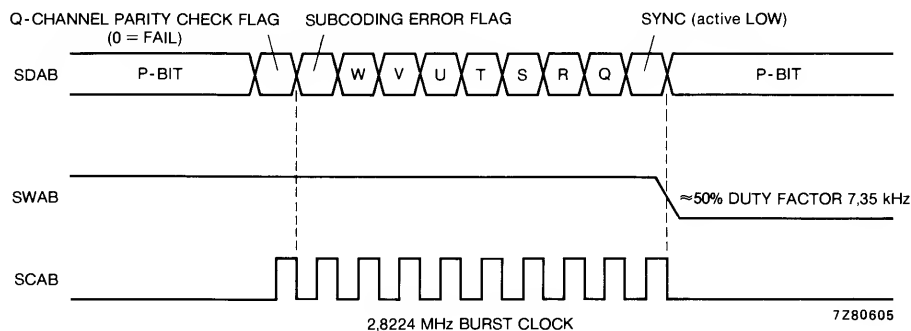 Q-CHANNEL PARITY CHECK FLAG
(0 = FAIL)
SUBCODING ERROR FLAG
SYNC (active LOW)
SDAB
P-BIT
W
V
U
T
S
R
Q
P-BIT
SWAB
≈50% DUTY FACTOR 7,35 kHz
SCAB
2,8224 MHz BURST CLOCK
7Z80605